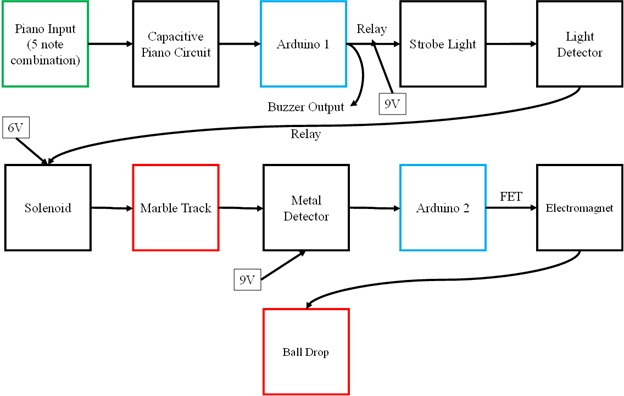 Piano Input
(5 note
combination)
Capacitive
Piano Circuit
Arduino 1
Relay
Strobe Light
Light
Detector
Buzzer Output
9V
6V
Relay
Solenoid
Marble Track
Metal
Detector
Arduino 2
FET
Electromagnet
9V
Ball Drop